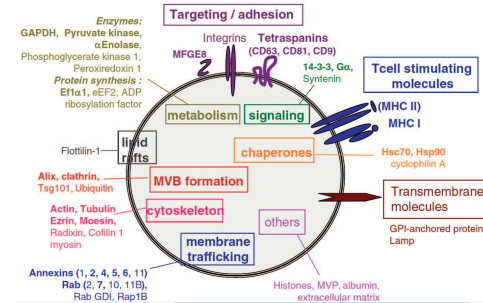 Enzymes:
GAPDH, Pyruvate kinase,
αEnolase,
Phosphoglycerate kinase 1,
Peroxiredoxin 1
Protein synthesis :
Ef1α1, eEF2, ADP
ribosylation factor
Targeting / adhesion
Integrins
MFGE8
Tetraspanins
(CD63, CD81, CD9)
14-3-3, Gα,
Syntenin
Tcell stimulating
molecules
(MHC II)
MHC I
metabolism
signaling
Flottilin-1
lipid
rafts
chaperones
Hsc70, Hsp90
cyclophilin A
Alix, clathrin,
Tsg101, Ubiquitin
MVB formation
Transmembrane
molecules
GPI-anchored protein
Lamp
Actin, Tubulin
Ezrin, Moesin,
Radixin, Cofilin 1
myosin
cytoskeleton
others
membrane
trafficking
Annexins (1, 2, 4, 5, 6, 11)
Rab (2, 7, 10, 11B)
Rab GDI, Rap1B
Histones, MVP, albumin,
extracellular matrix